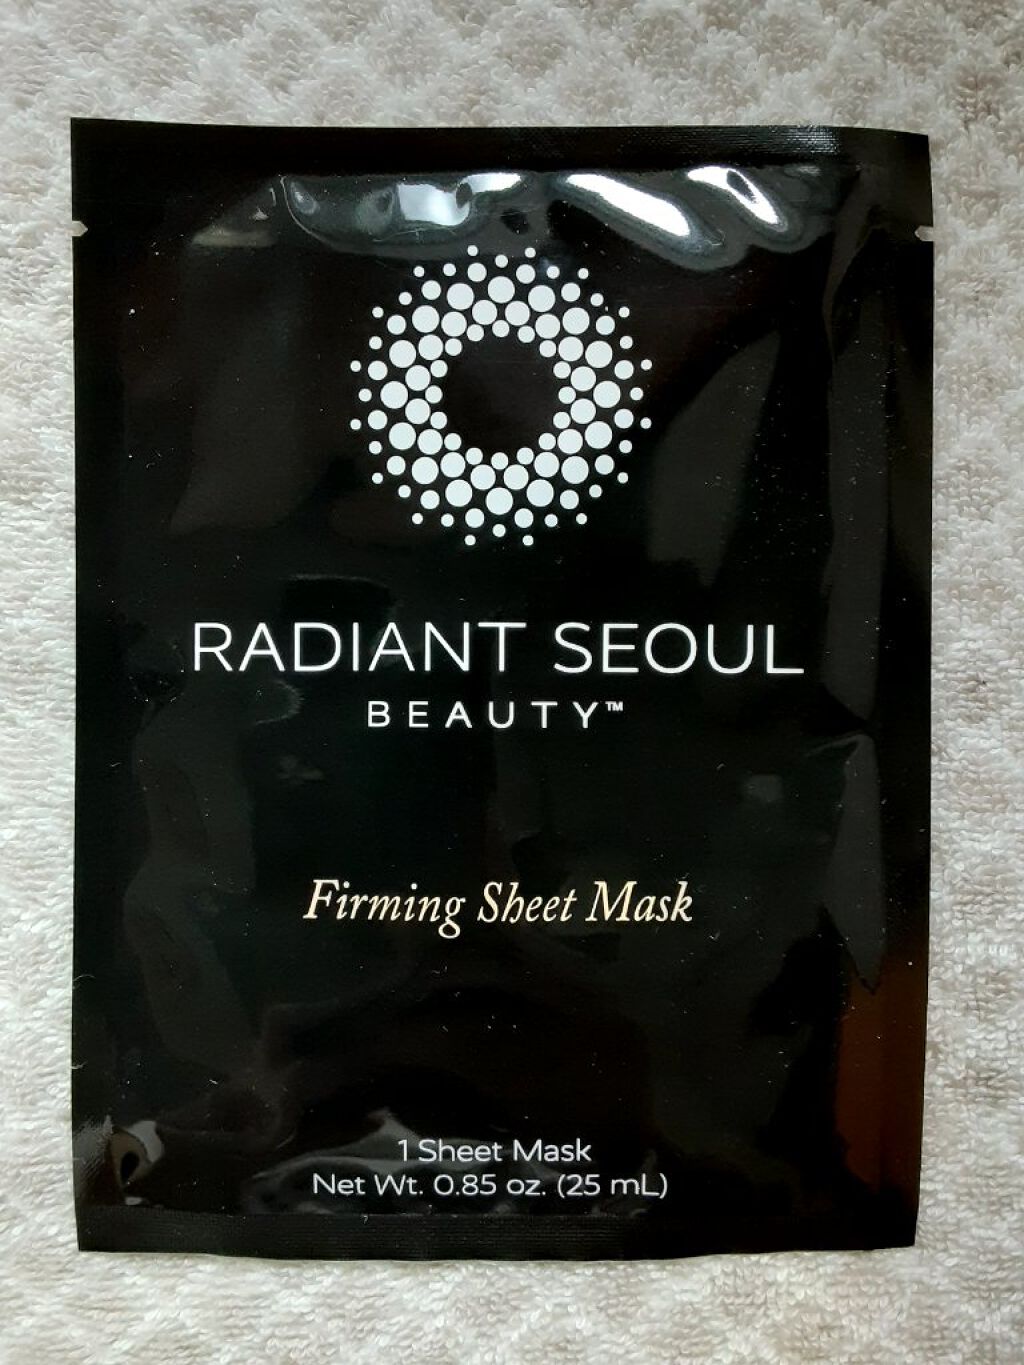 RADIANT SEOUL
BEAUTY™
Firming Sheet Mask
1 Sheet Mask
Net Wt. 0.85 oz. (25 mL)